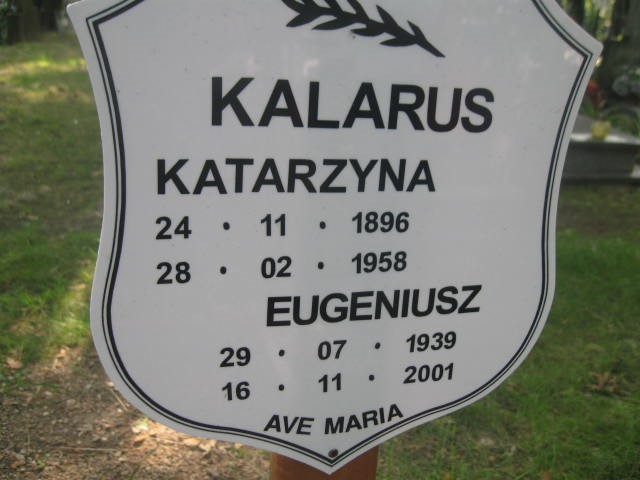 KALARUS
KATARZYNA
24 · 11 · 1896
28 · 02 · 1958
EUGENIUSZ
29 · 07 · 1939
16 · 11 · 2001
AVE MARIA